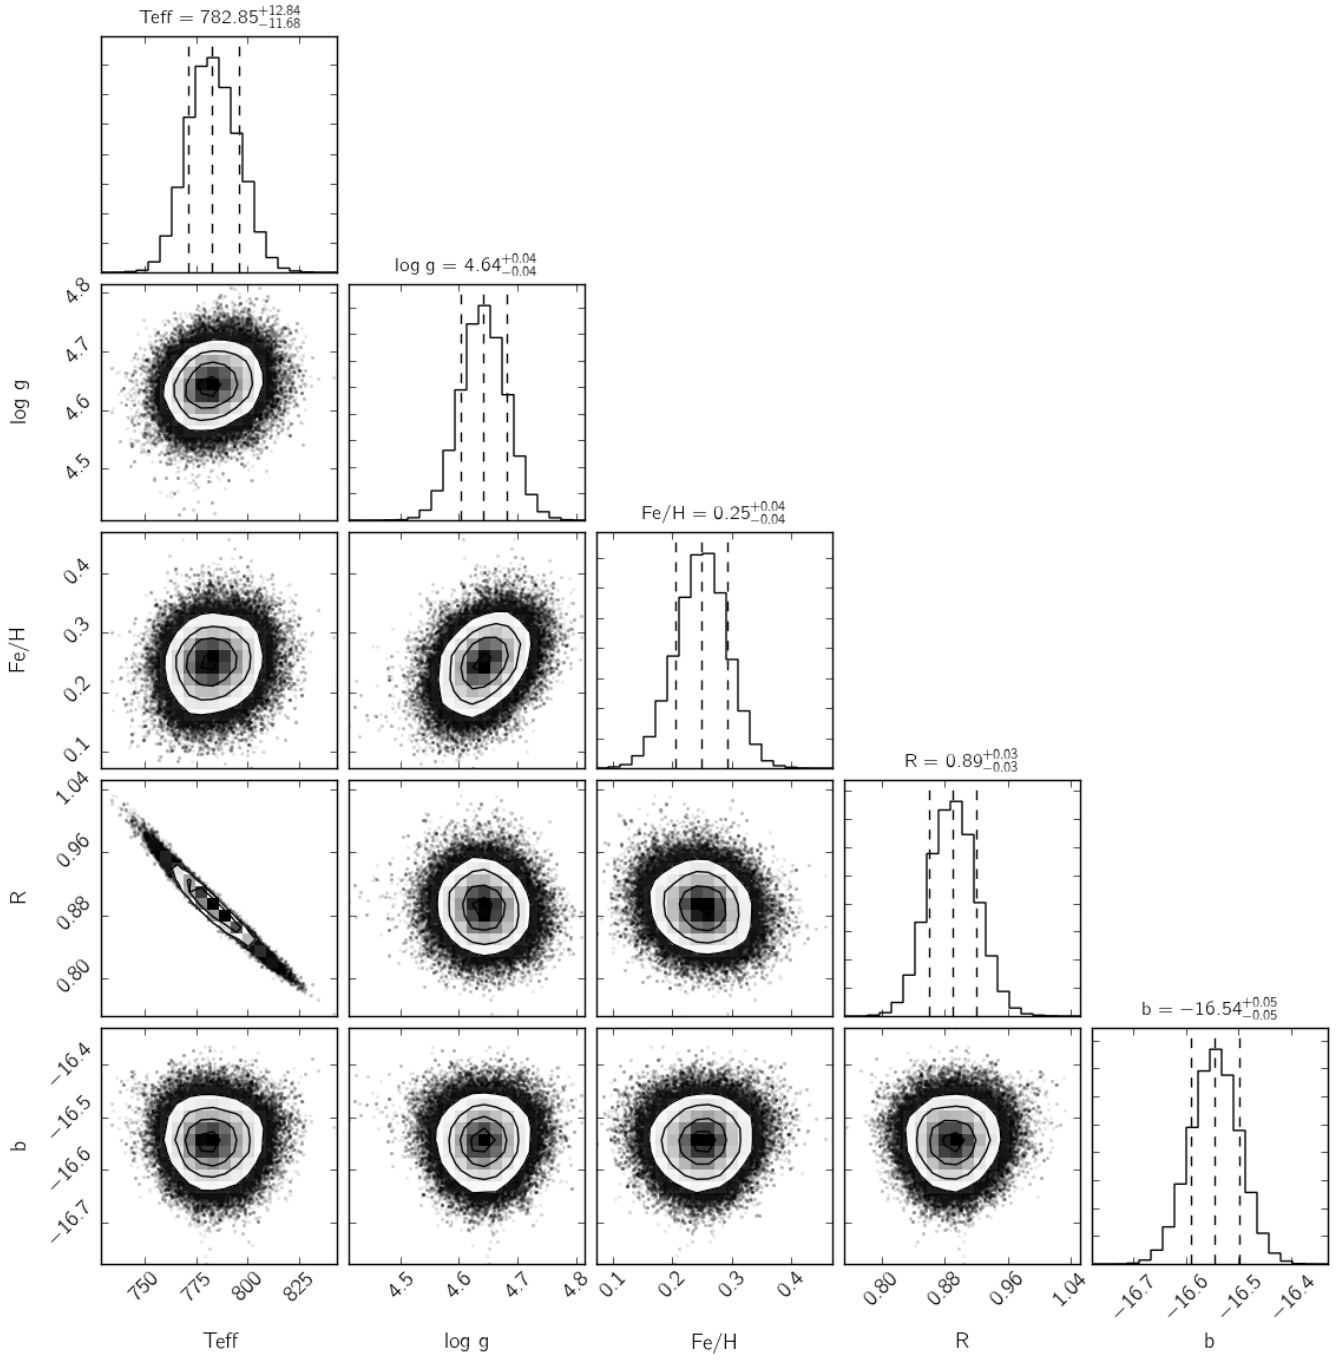 Teff = 782.85+12.84−11.68
log g = 4.64+0.04−0.04
Fe/H = 0.25+0.04−0.04
R = 0.89+0.03−0.03
b = −16.54+0.05−0.05
log g
4.8
4.7
4.6
4.5
Fe/H
0.4
0.3
0.2
0.1
R
1.04
0.96
0.88
0.80
b
−16.4
−16.5
−16.6
−16.7
750 775 800 825
4.5 4.6 4.7 4.8
0.1 0.2 0.3 0.4
0.80 0.88 0.96 1.04
−16.7 −16.6 −16.5 −16.4
Teff
log g
Fe/H
R
b